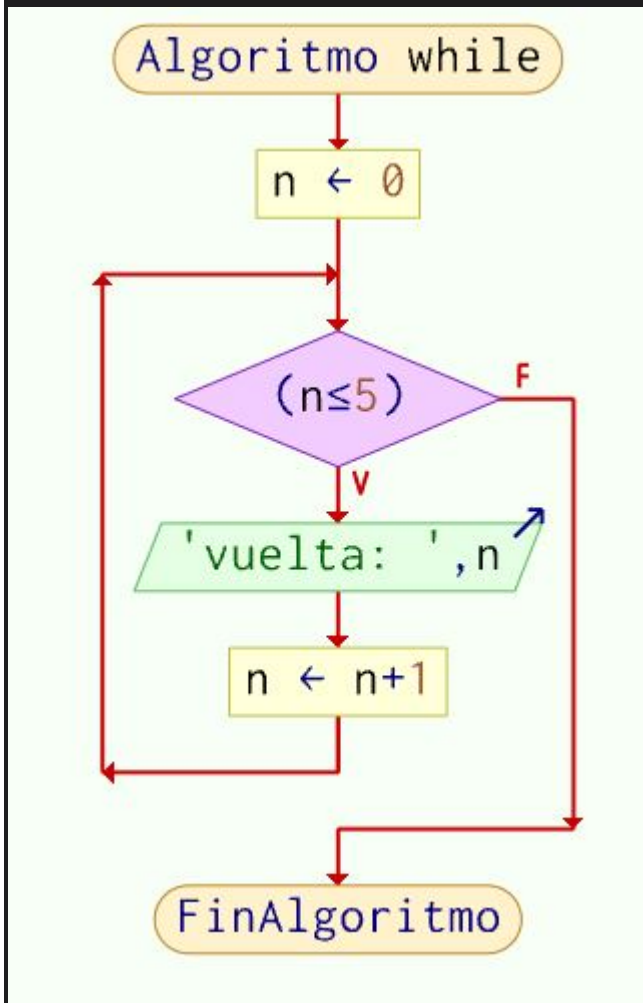 Algoritmo while
n ← 0
(n≤5)
F
V
'vuelta: ',n
n ← n+1
FinAlgoritmo